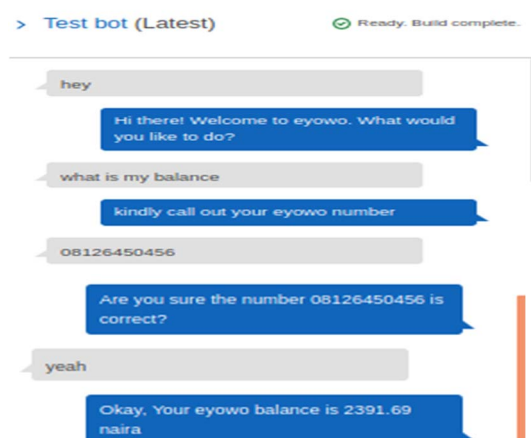 > Test bot (Latest)
Ready. Build complete.
hey
Hi there! Welcome to eyowo. What would
you like to do?
what is my balance
kindly call out your eyowo number
08126450456
Are you sure the number 08126450456 is
correct?
yeah
Okay, Your eyowo balance is 2391.69
naira